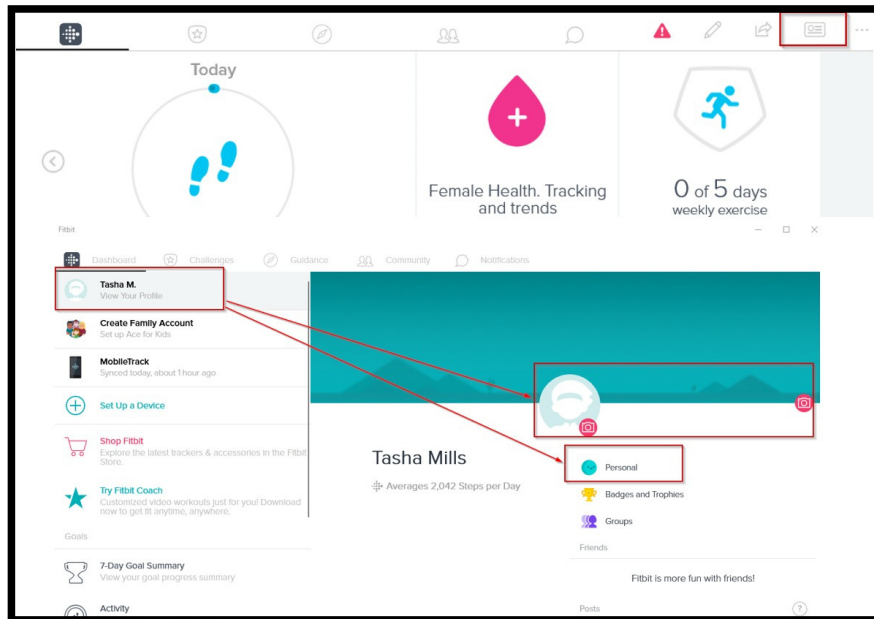 Today
Female Health. Tracking
and trends
0 of 5 days
weekly exercise
Fitbit
Dashboard
Challenges
Guidance
Community
Notifications
Tasha M.
View Your Profile
Create Family Account
Set up Ace for Kids
MobileTrack
Synced today, about 1 hour ago
Set Up a Device
Shop Fitbit
Explore the latest trackers & accessories in the Fitbit
Store.
Try Fitbit Coach
Customized video workouts just for you! Download
now to get fit anytime, anywhere.
Goals
7-Day Goal Summary
View your goal progress summary
Activity
Tasha Mills
Averages 2,042 Steps per Day
Personal
Badges and Trophies
Groups
Friends
Fitbit is more fun with friends!
Posts
?